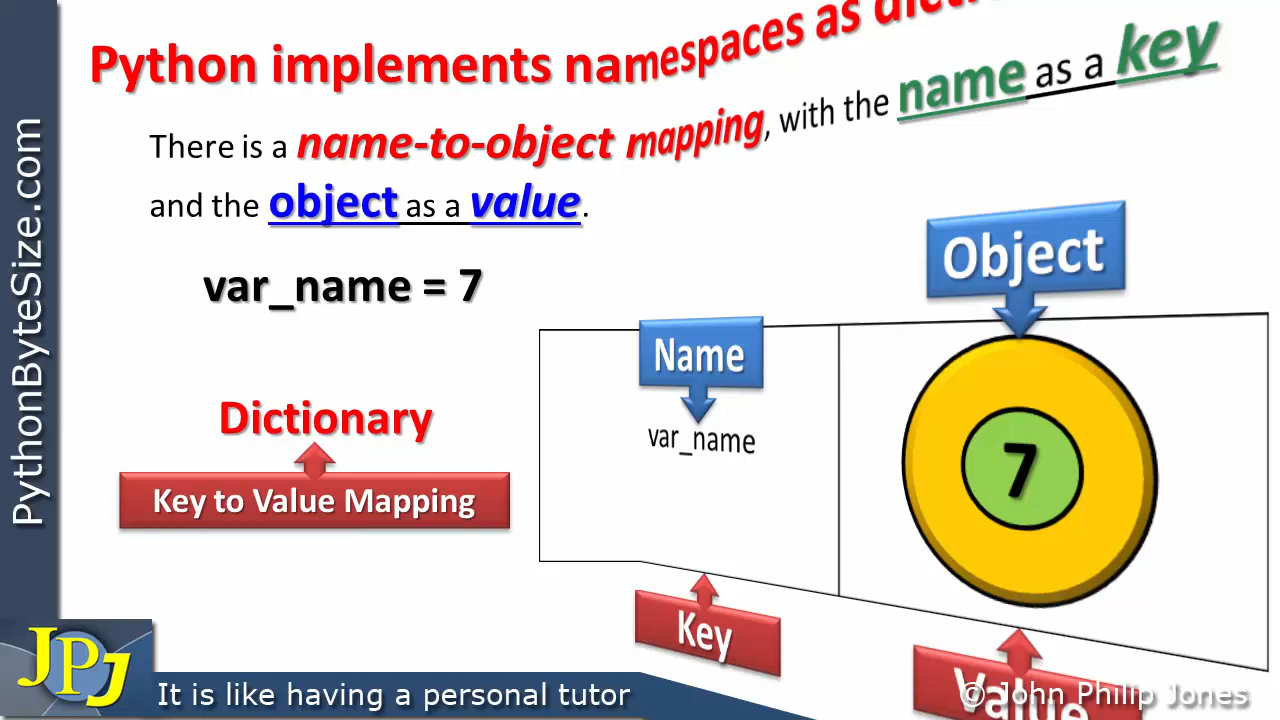 Python implements namespaces as
There is a name-to-object mapping, with the name as a key
and the object as a value.
var_name = 7
Object
Name
var_name
7
Dictionary
Key to Value Mapping
Key
Value
PythonByteSize.com
JPJ
It is like having a personal tutor
© John Philip Jones